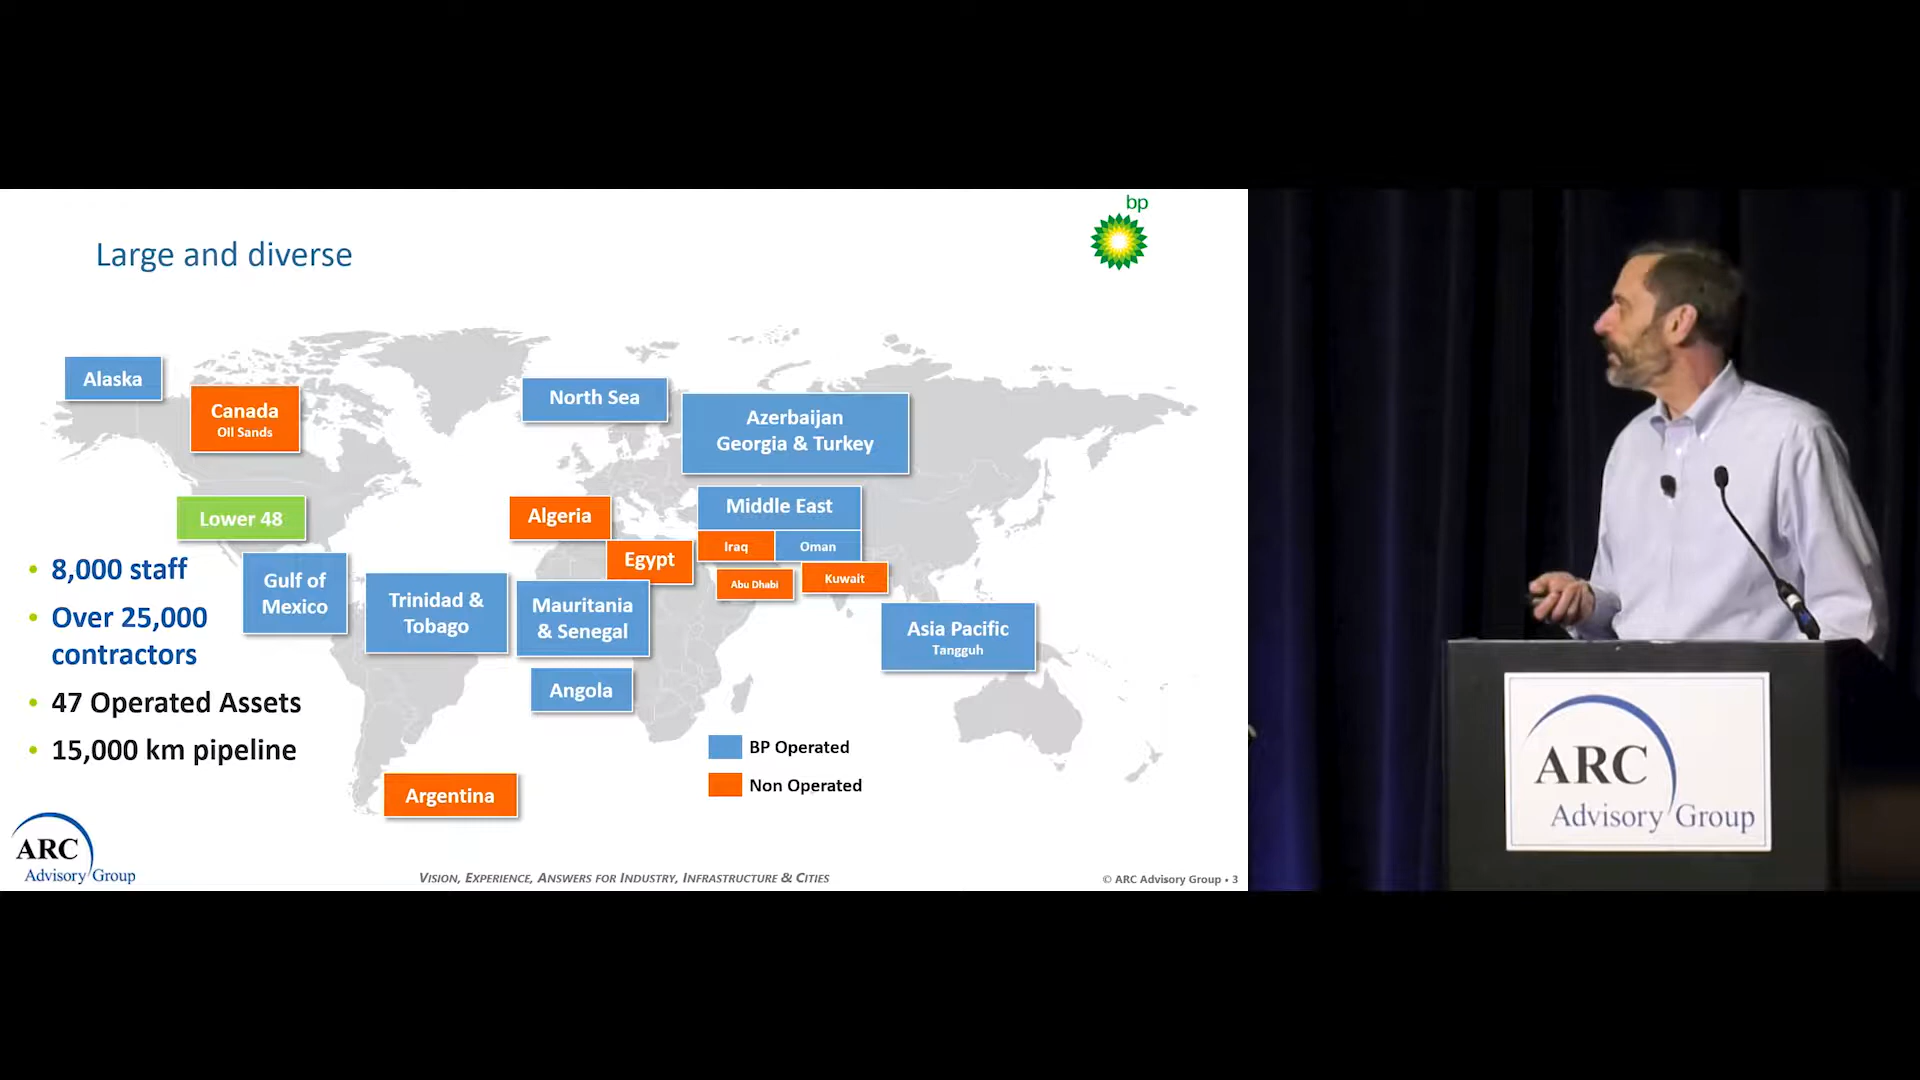 bp
Large and diverse
Alaska
Canada
Oil Sands
North Sea
Azerbaijan
Georgia & Turkey
Lower 48
Algeria
Middle East
Iraq
Oman
Egypt
Abu Dhabi
Kuwait
Gulf of
Mexico
Trinidad &
Tobago
Mauritania
& Senegal
Asia Pacific
Tangguh
Angola
Argentina
• 8,000 staff
• Over 25,000
contractors
• 47 Operated Assets
• 15,000 km pipeline
BP Operated
Non Operated
ARC
Advisory Group
VISION, EXPERIENCE, ANSWERS FOR INDUSTRY, INFRASTRUCTURE & CITIES
© ARC Advisory Group • 3
ARC
Advisory Group